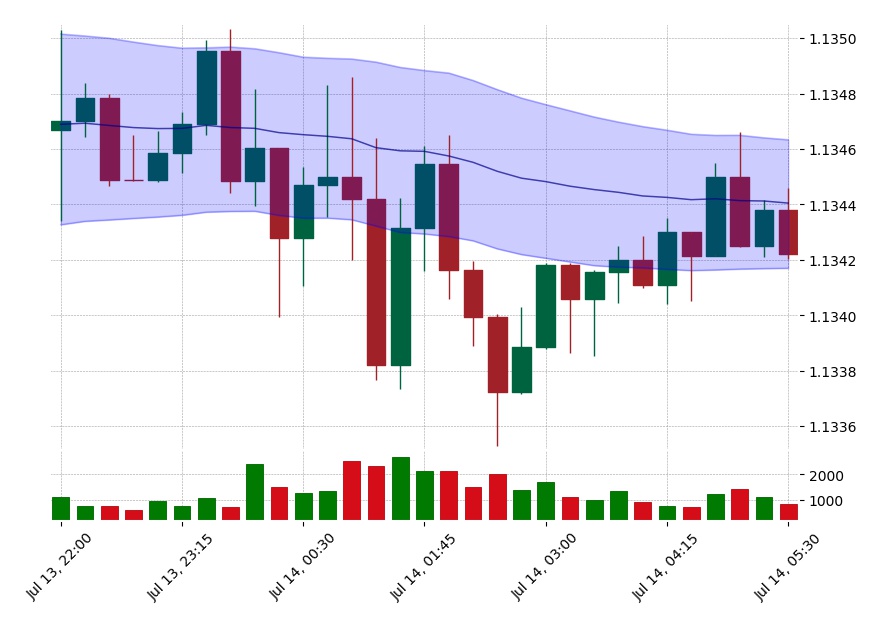 1.1350
1.1348
1.1346
1.1344
1.1342
1.1340
1.1338
1.1336
2000
1000
Jul 13, 22:00
Jul 13, 23:15
Jul 14, 00:30
Jul 14, 01:45
Jul 14, 03:00
Jul 14, 04:15
Jul 14, 05:30